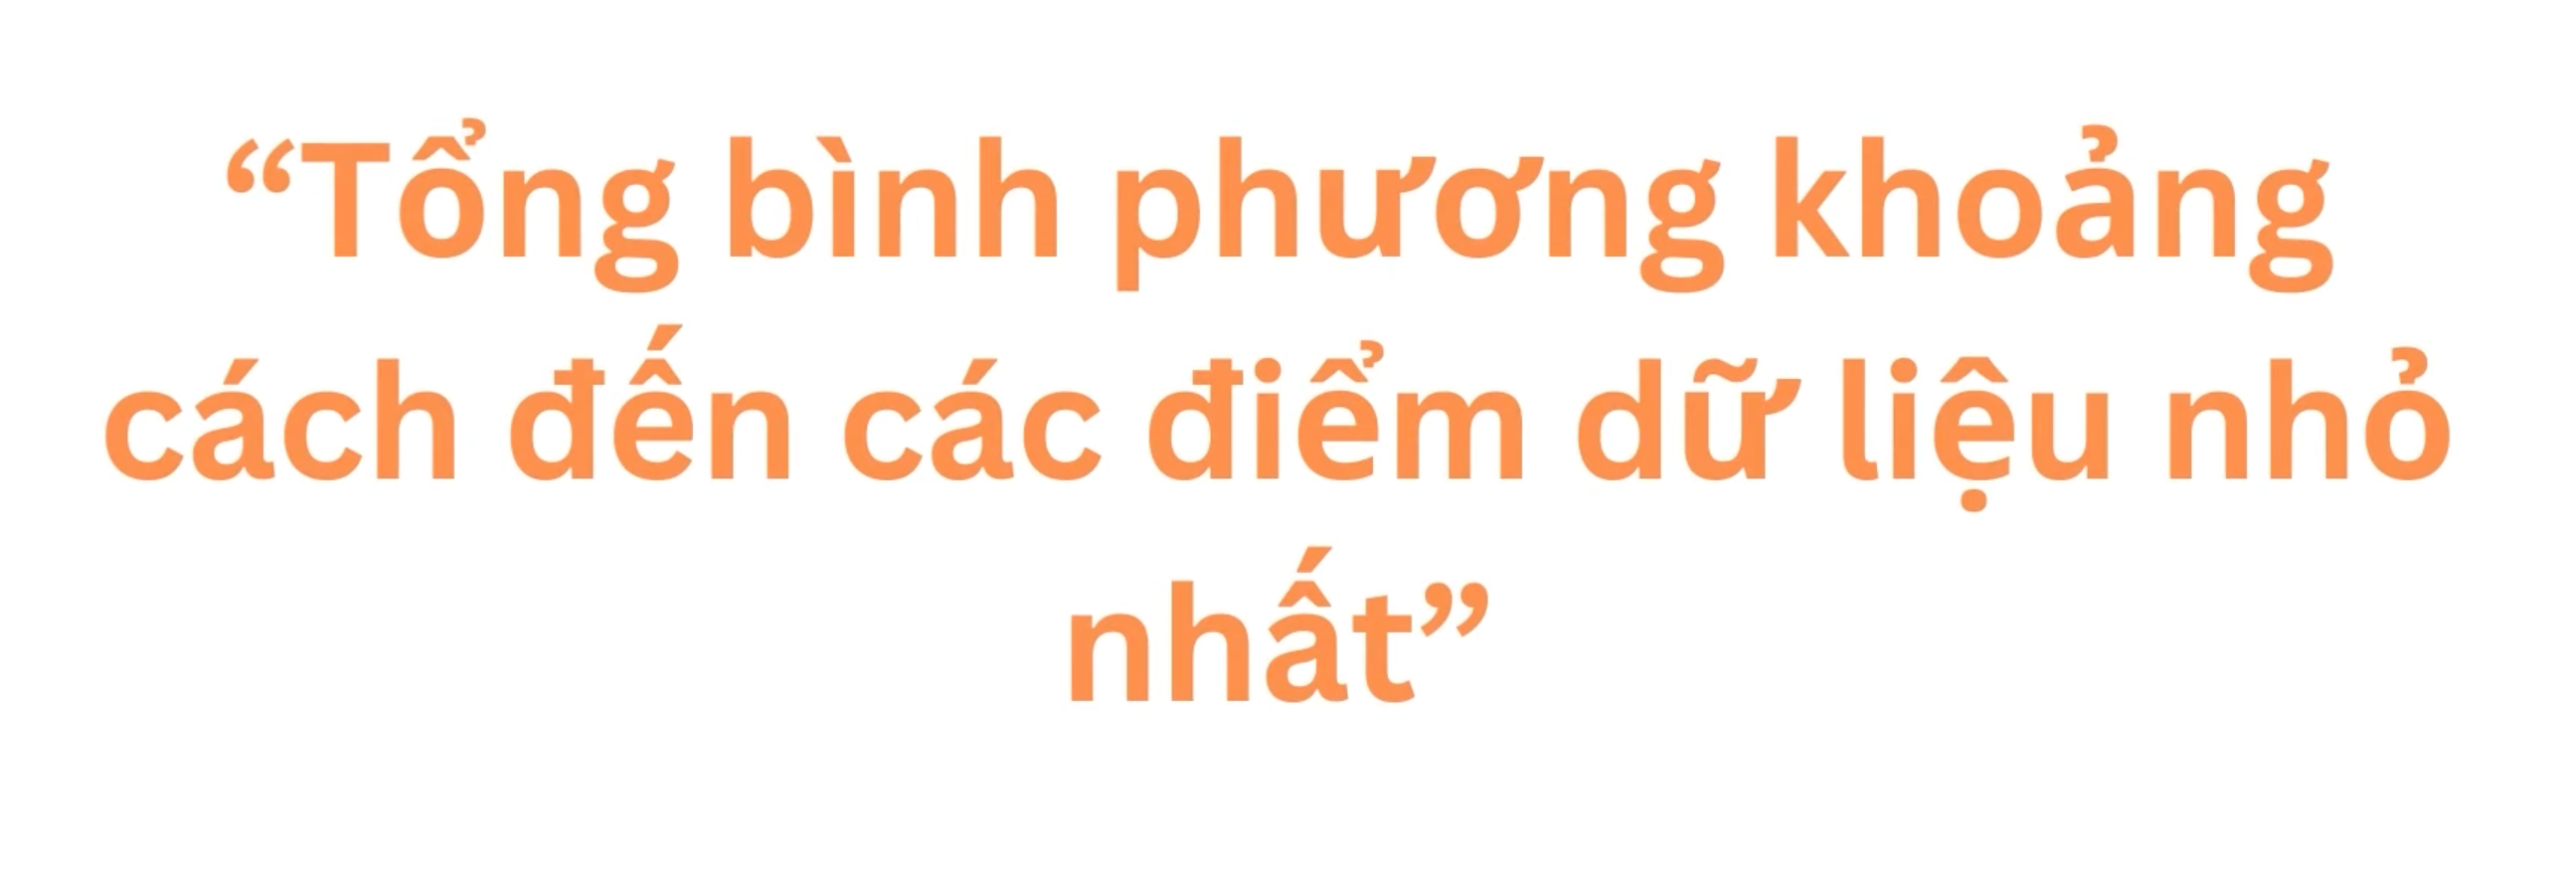 “Tổng bình phương khoảng
cách đến các điểm dữ liệu nhỏ
nhất”